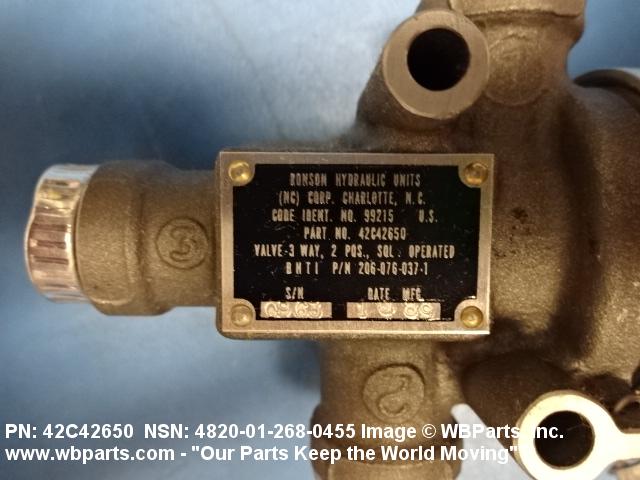 RONSON HYDRAULIC UNITS
(NC) CORP. CHARLOTTE, N.C.
CODE IDENT. NO. 99215 U.S.
PART NO. 42C42650
VALVE-3 WAY, 2 POS., SOL. OPERATED
BHTI P/N 206-076-037-1
S/N DATE MFG.
89
3
2
PN: 42C42650 NSN: 4820-01-268-0455 Image © WBParts, Inc.
www.wbparts.com - "Our Parts Keep the World Moving"